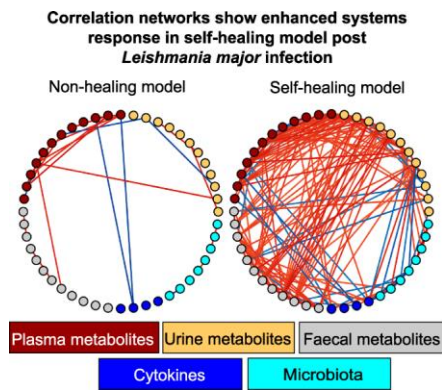 Correlation networks show enhanced systems
response in self-healing model post
Leishmania major infection
Non-healing model
Self-healing model
Plasma metabolites
Urine metabolites
Faecal metabolites
Cytokines
Microbiota